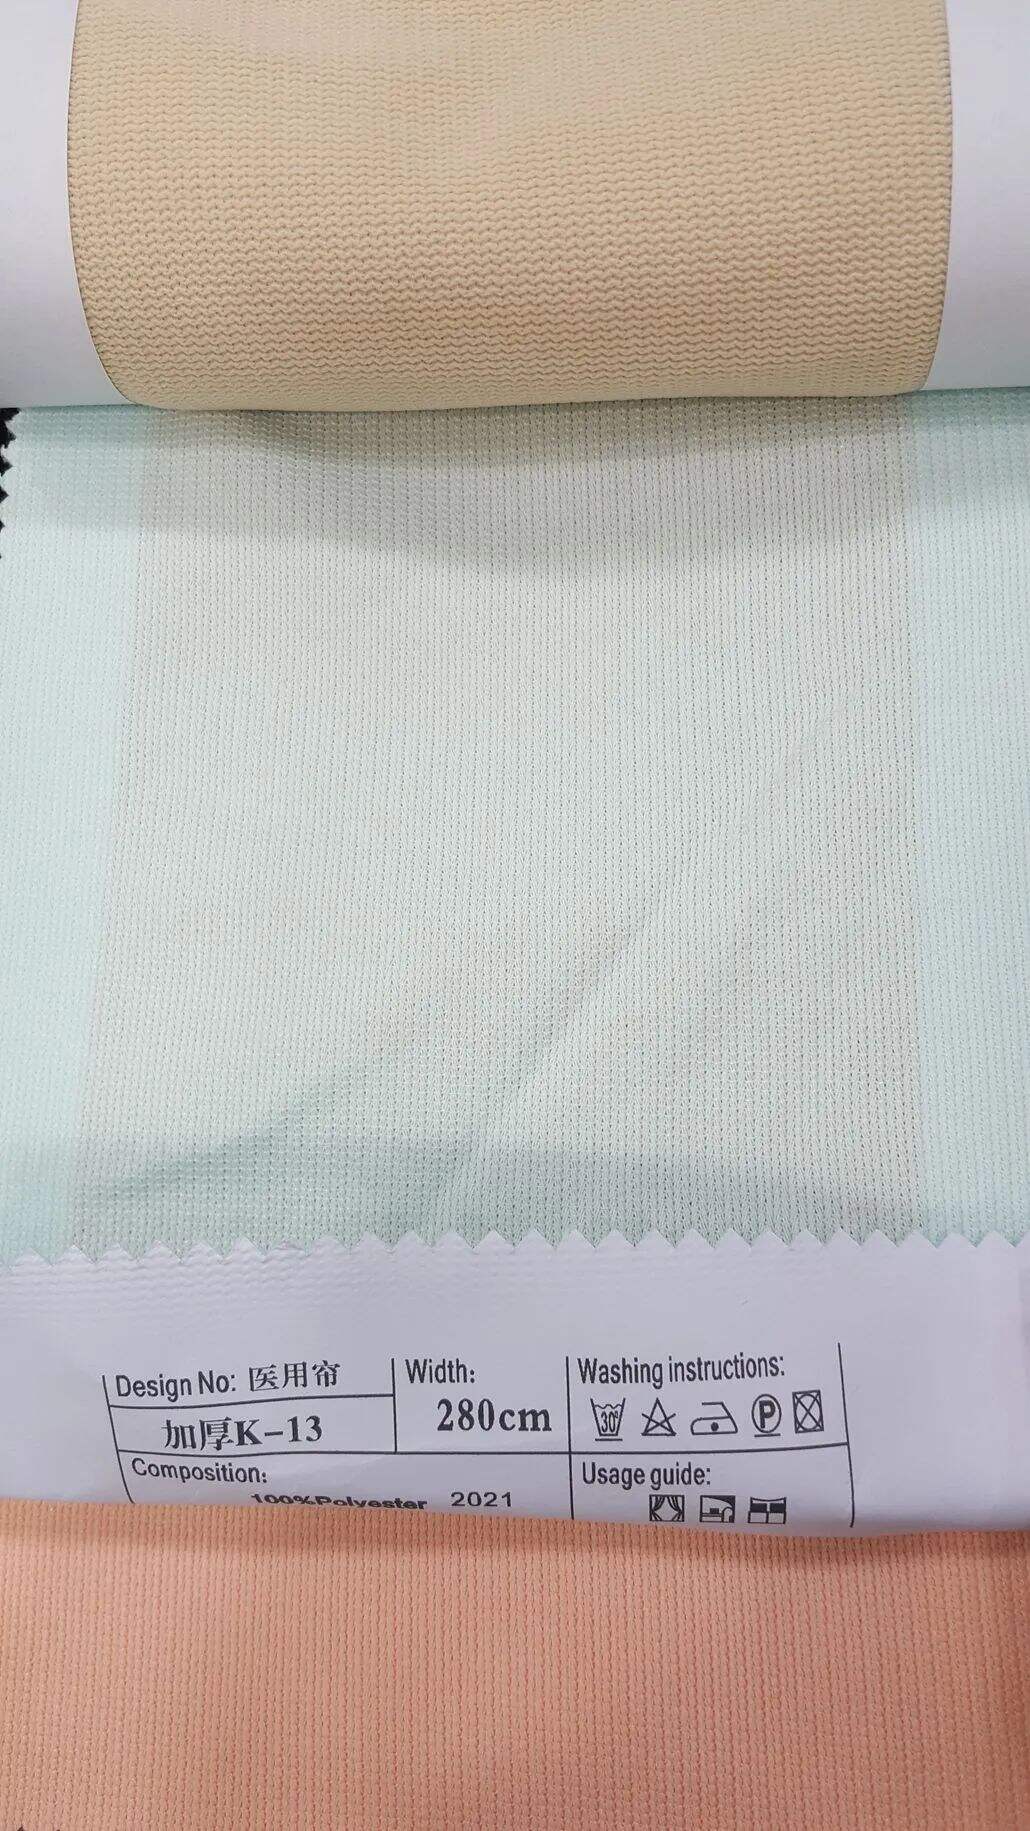 Design No: 医用帘
加厚K-13
Width:
280cm
Washing instructions:
30°
P
Composition:
100%Polyester 2021
Usage guide: